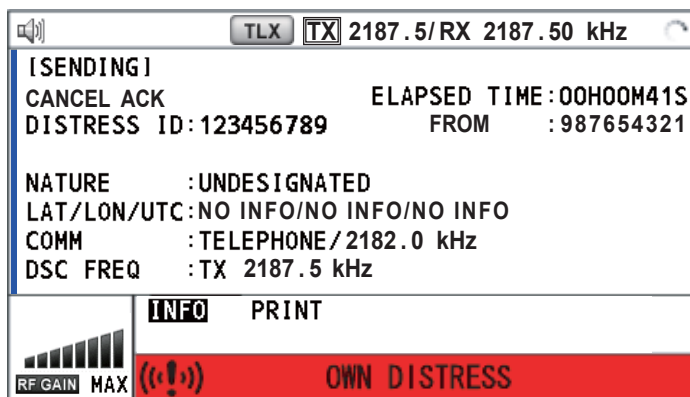 TLX TX 2187.5/RX 2187.50 kHz
[SENDING]
CANCEL ACK ELAPSED TIME:00H00M41S
DISTRESS ID:123456789 FROM :987654321
NATURE :UNDESIGNATED
LAT/LON/UTC:NO INFO/NO INFO/NO INFO
COMM :TELEPHONE/2182.0 kHz
DSC FREQ :TX 2187.5 kHz
INFO PRINT
RF GAIN MAX
OWN DISTRESS